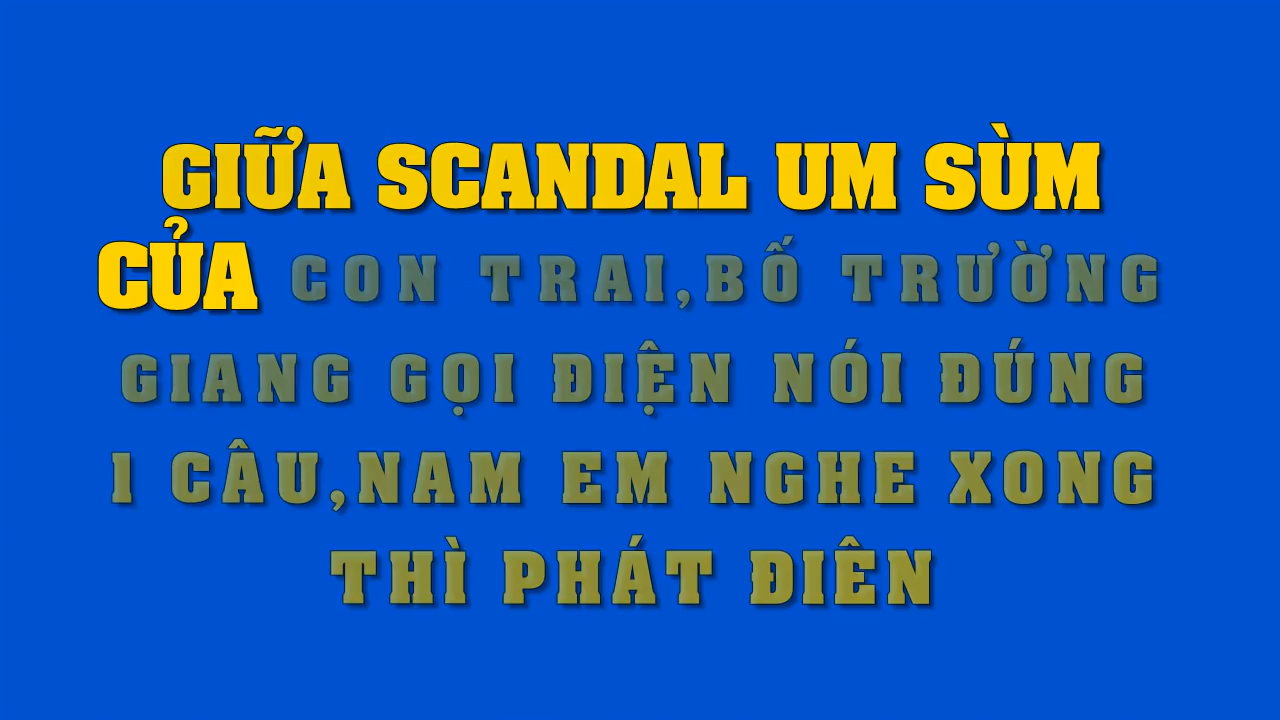 GIỮA SCANDAL UM SÙM
CỦA CON TRAI,BỐ TRƯỜNG
GIANG GỌI ĐIỆN NÓI ĐÚNG
1 CÂU,NAM EM NGHE XONG
THÌ PHÁT ĐIÊN